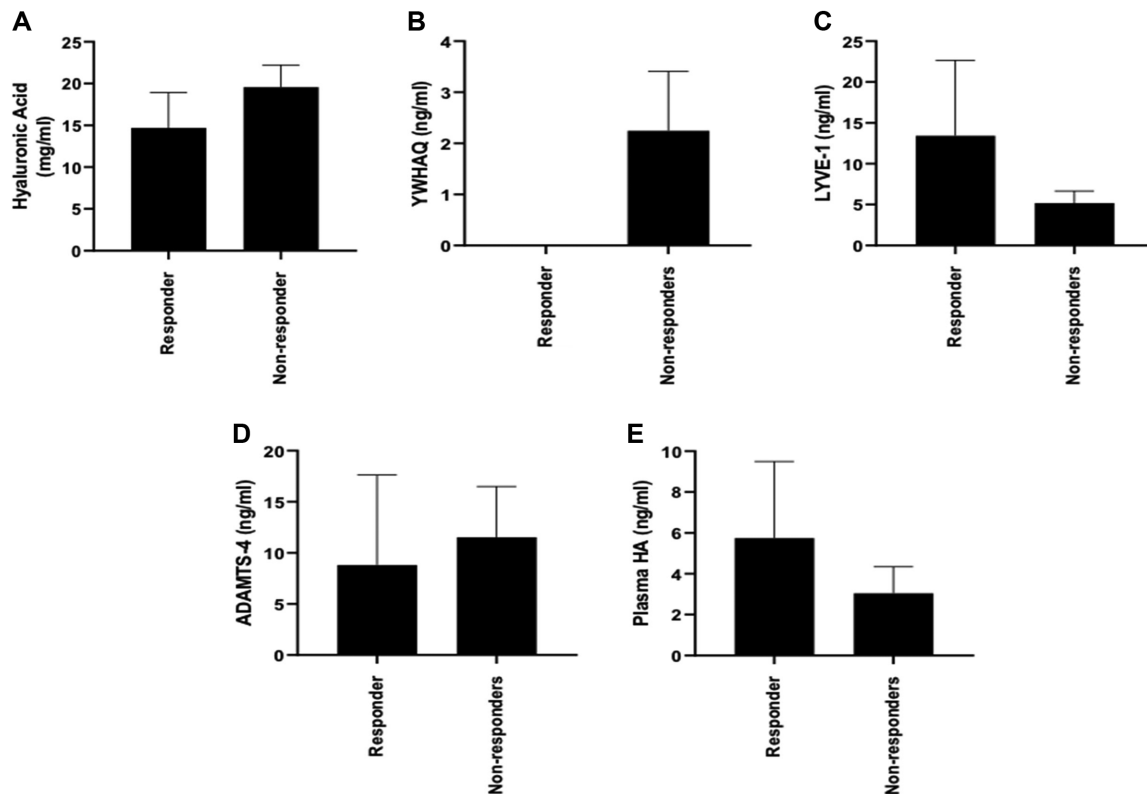 A
Hyaluronic Acid
(mg/ml)
25
20
15
10
5
0
Responder
Non-responder
B
YWHAQ (ng/ml)
4
3
2
1
0
Responder
Non-responders
C
LYVE-1 (ng/ml)
25
20
15
10
5
0
Responder
Non-responders
D
ADAMTS-4 (ng/ml)
20
15
10
5
0
Responder
Non-responders
E
Plasma HA (ng/ml)
10
8
6
4
2
0
Responder
Non-responders